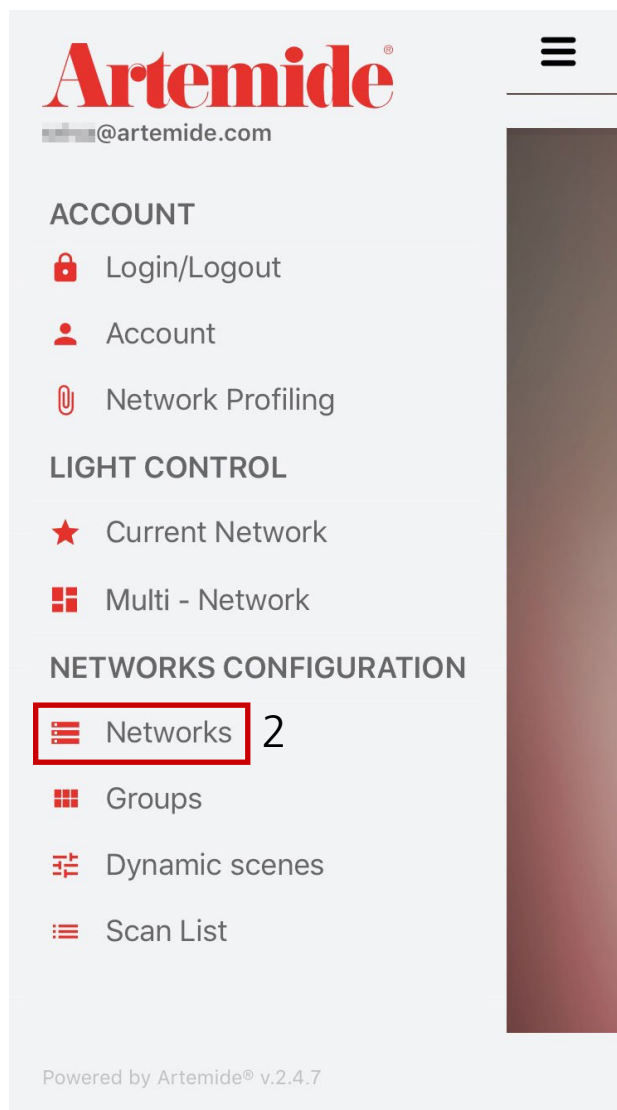 Artemide®
@artemide.com
ACCOUNT
Login/Logout
Account
Network Profiling
LIGHT CONTROL
Current Network
Multi - Network
NETWORKS CONFIGURATION
Networks 2
Groups
Dynamic scenes
Scan List
Powered by Artemide® v.2.4.7